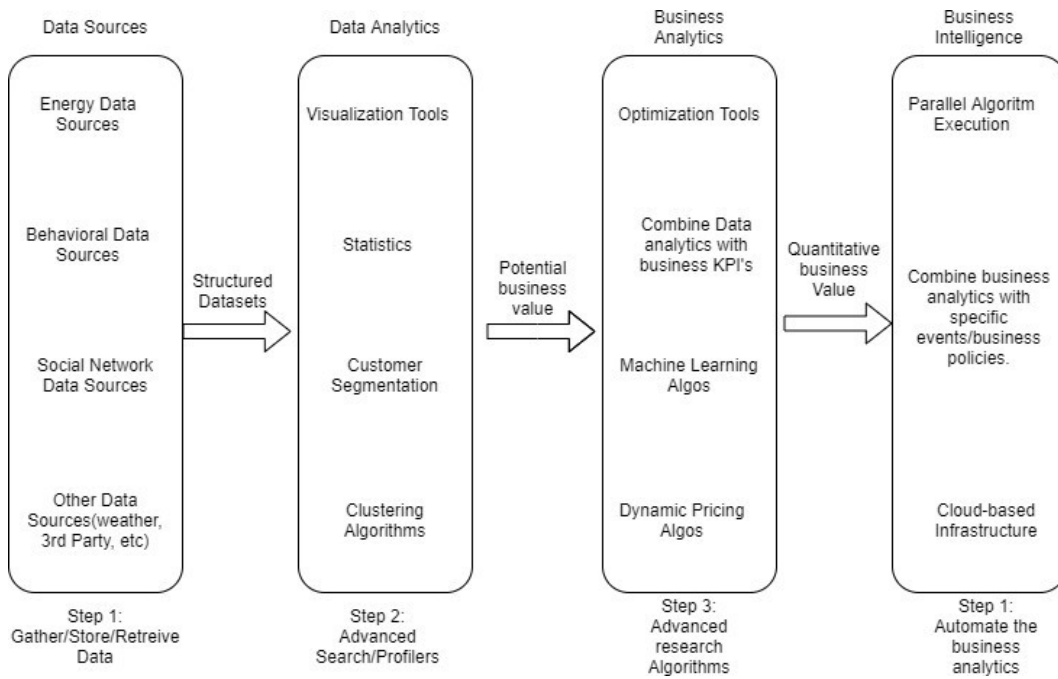 Data Sources
Energy Data
Sources
Behavioral Data
Sources
Social Network
Data Sources
Other Data
Sources(weather,
3rd Party, etc)
Step 1:
Gather/Store/Retreive
Data
Structured
Datasets
Data Analytics
Visualization Tools
Statistics
Customer
Segmentation
Clustering
Algorithms
Step 2:
Advanced
Search/Profilers
Potential
business
value
Business
Analytics
Optimization Tools
Combine Data
analytics with
business KPI's
Machine Learning
Algos
Dynamic Pricing
Algos
Step 3:
Advanced
research
Algorithms
Quantitative
business
Value
Business
Intelligence
Parallel Algoritm
Execution
Combine business
analytics with
specific
events/business
policies.
Cloud-based
Infrastructure
Step 1:
Automate the
business
analytics